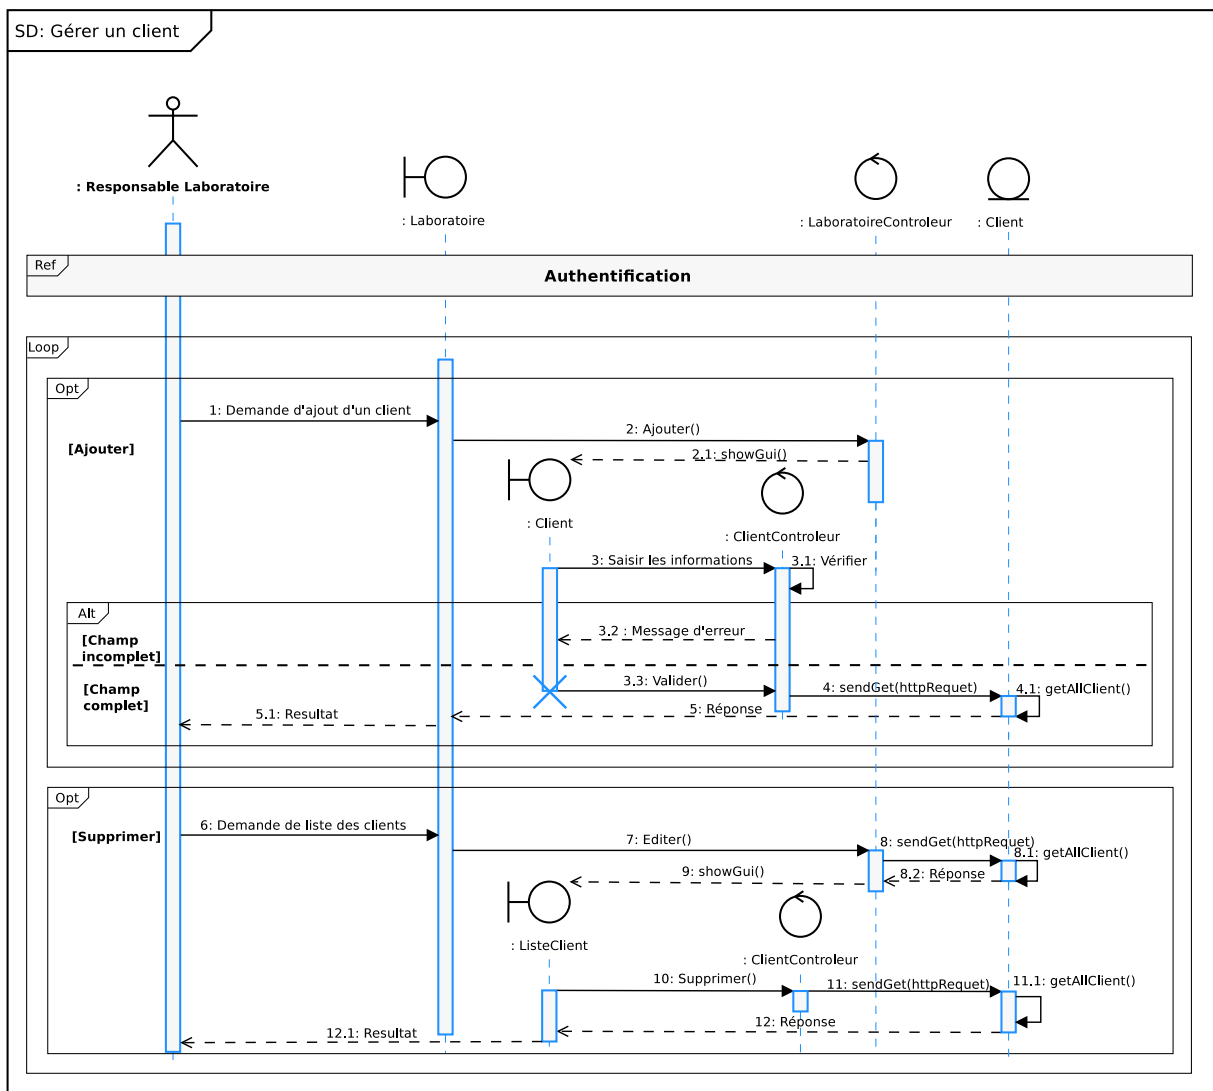 SD: Gérer un client
: Responsable Laboratoire
: Laboratoire
: LaboratoireControleur
: Client
Ref
Authentification
Loop
Opt
1: Demande d'ajout d'un client
2: Ajouter()
[Ajouter]
2.1: showGui()
: Client
: ClientControleur
3: Saisir les informations
3.1: Vérifier
Alt
[Champ
incomplet]
3.2 : Message d'erreur
[Champ
complet]
3.3: Valider()
4: sendGet(httpRequet)
4.1: getAllClient()
5: Réponse
5.1: Resultat
Opt
[Supprimer]
6: Demande de liste des clients
7: Editer()
8: sendGet(httpRequet)
8.1: getAllClient()
8.2: Réponse
9: showGui()
: ListeClient
: ClientControleur
10: Supprimer()
11: sendGet(httpRequet)
11.1: getAllClient()
12: Réponse
12.1: Resultat